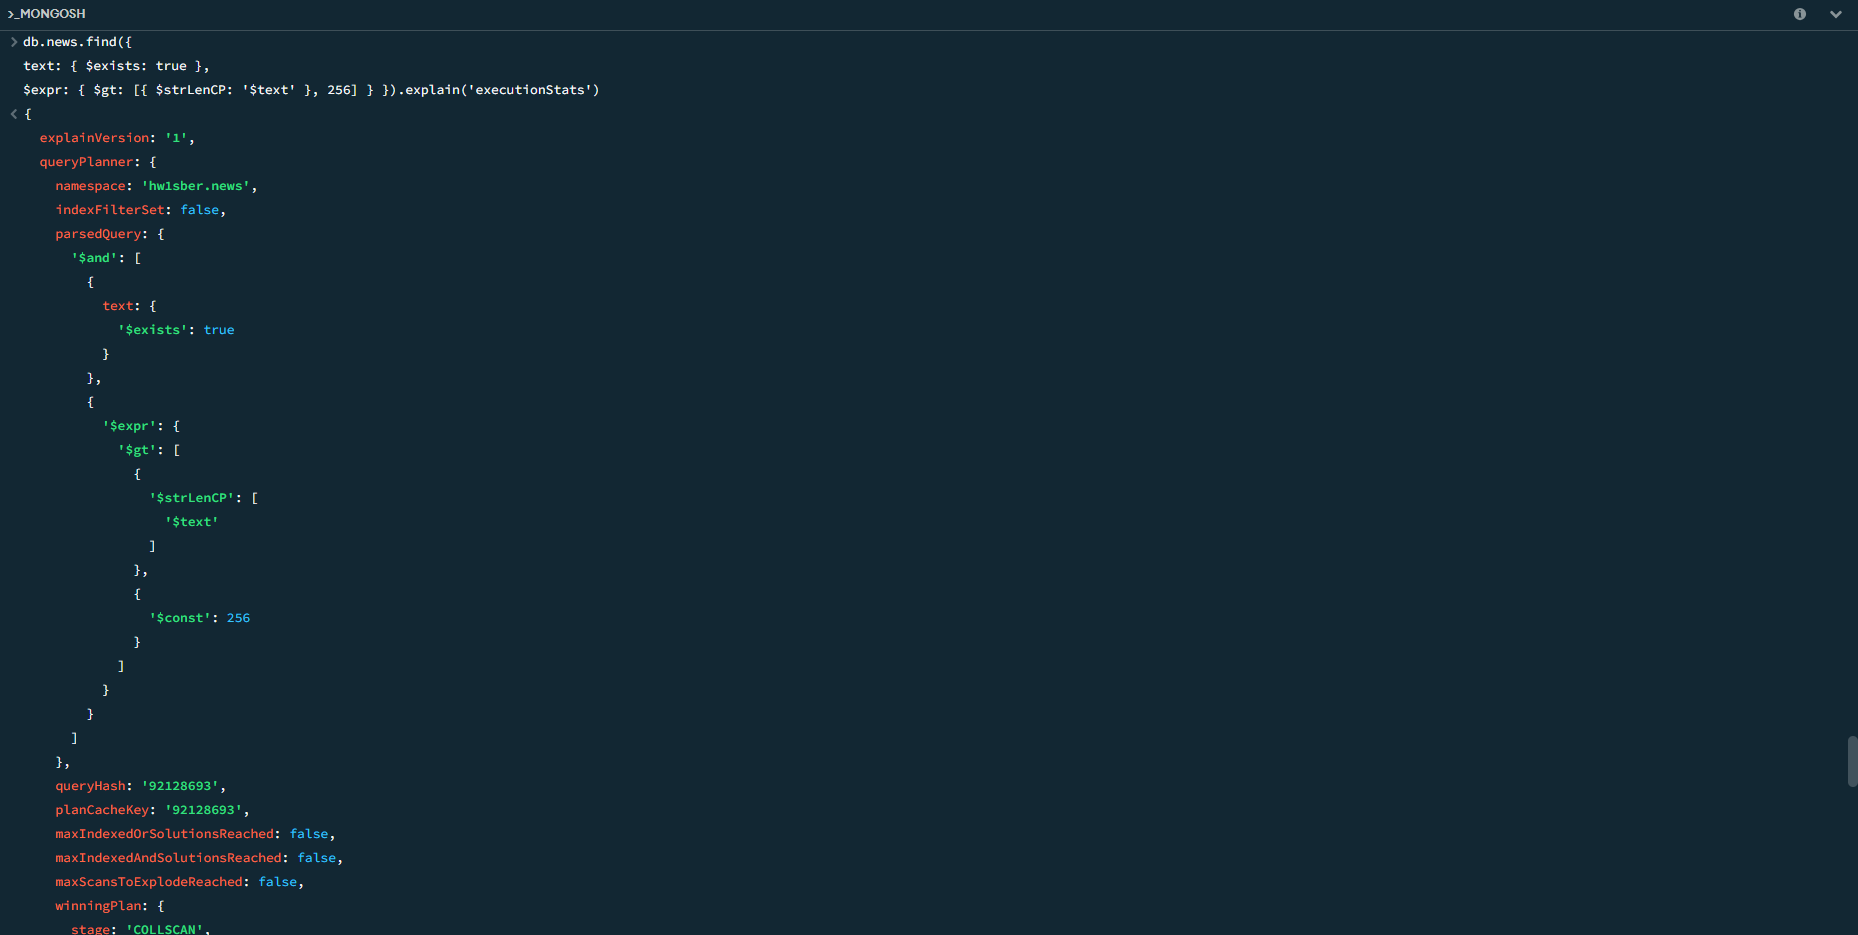 >_MONGOSH
> db.news.find({
text: { $exists: true },
$expr: { $gt: [{ $strLenCP: '$text' }, 256] } }).explain('executionStats')
< {
explainVersion: '1',
queryPlanner: {
namespace: 'hw1sber.news',
indexFilterSet: false,
parsedQuery: {
'$and': [
{
text: {
'$exists': true
}
},
{
'$expr': {
'$gt': [
{
'$strLenCP': [
'$text'
]
},
{
'$const': 256
}
]
}
}
]
},
queryHash: '92128693',
planCacheKey: '92128693',
maxIndexedOrSolutionsReached: false,
maxIndexedAndSolutionsReached: false,
maxScansToExplodeReached: false,
winningPlan: {
stage: 'COLLSCAN',